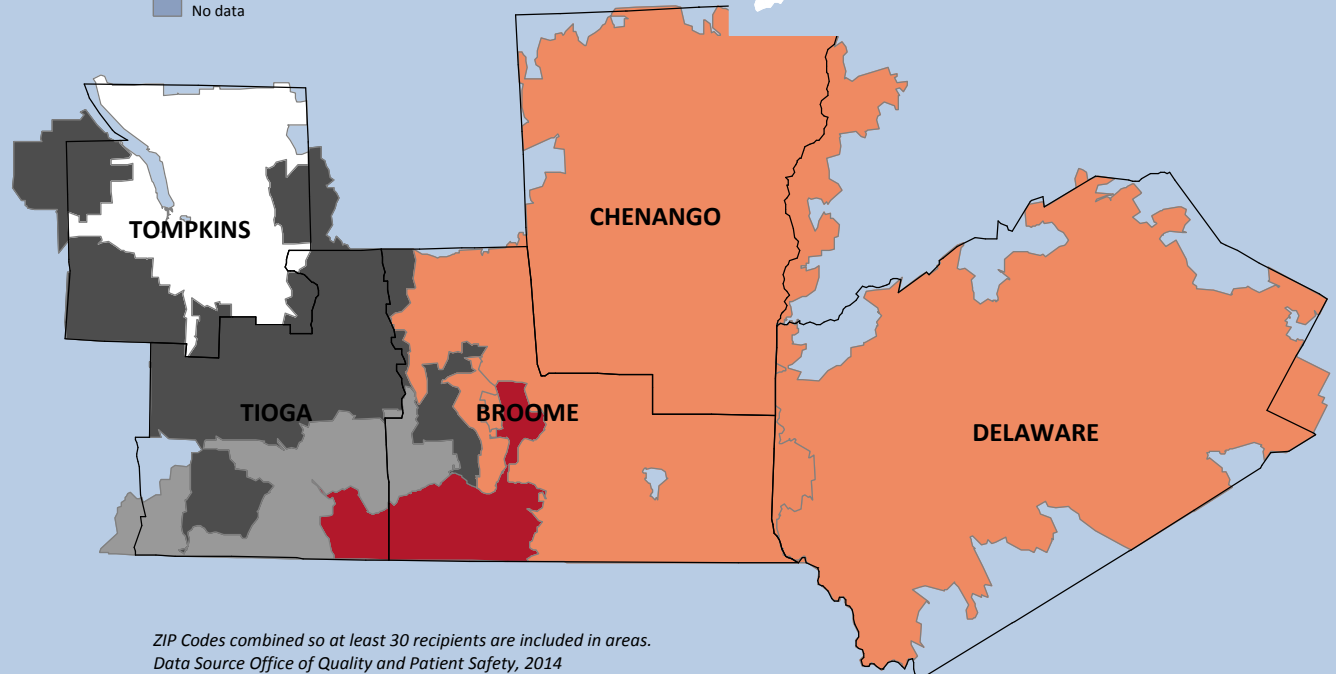 No data
CHENANGO
TOMPKINS
TIOGA
BROOME
DELAWARE
ZIP Codes combined so at least 30 recipients are included in areas.
Data Source Office of Quality and Patient Safety, 2014